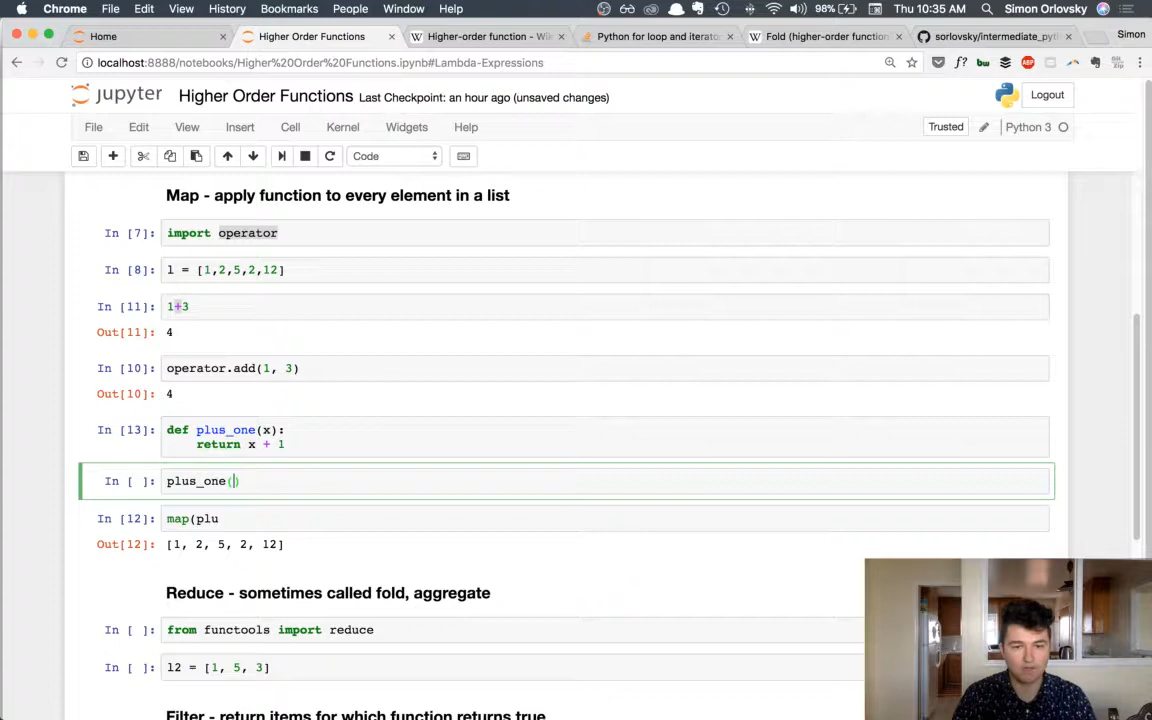 Chrome File Edit View History Bookmarks People Window Help 98% Thu 10:35 AM Simon Orlovsky
Home Higher Order Functions Higher-order function - Wik Python for loop and iterator Fold (higher-order function sorlovsky/intermediate_pyth Simon
localhost:8888/notebooks/Higher%20Order%20Functions.ipynb#Lambda-Expressions f? bw ABP
jupyter Higher Order Functions Last Checkpoint: an hour ago (unsaved changes) Logout
File Edit View Insert Cell Kernel Widgets Help Trusted Python 3
Code
Map - apply function to every element in a list
In [7]: import operator
In [8]: l = [1,2,5,2,12]
In [11]: 1+3
Out[11]: 4
In [10]: operator.add(1, 3)
Out[10]: 4
In [13]: def plus_one(x):
return x + 1
In [ ]: plus_one()
In [12]: map(plu
Out[12]: [1, 2, 5, 2, 12]
Reduce - sometimes called fold, aggregate
In [ ]: from functools import reduce
In [ ]: l2 = [1, 5, 3]
Filter - return items for which function returns true